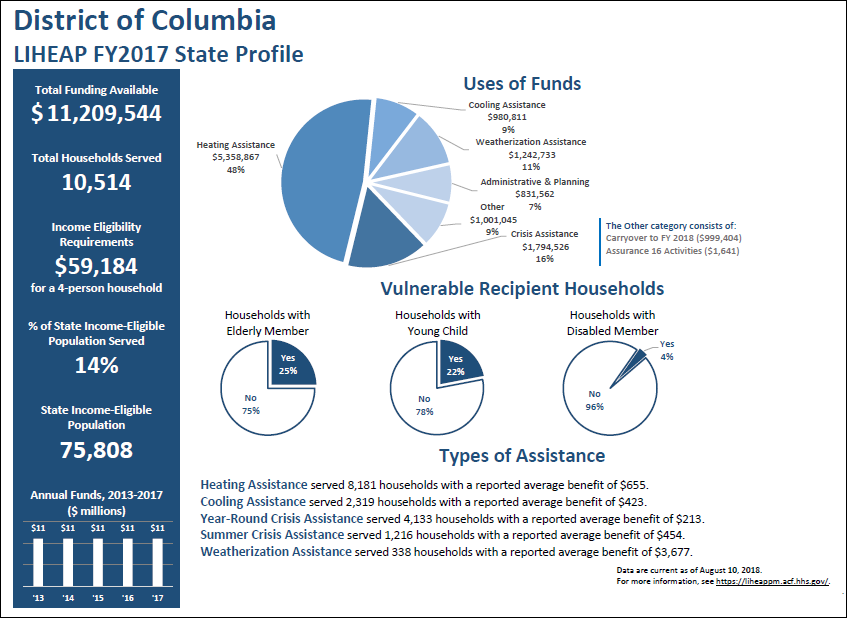 District of Columbia
LIHEAP FY2017 State Profile
Total Funding Available
$ 11,209,544
Total Households Served
10,514
Income Eligibility
Requirements
$59,184
for a 4-person household
% of State Income-Eligible
Population Served
14%
State Income-Eligible
Population
75,808
Annual Funds, 2013-2017
($ millions)
$11 $11 $11 $11 $11
'13 '14 '15 '16 '17
Uses of Funds
Cooling Assistance
$980,811
9%
Weatherization Assistance
$1,242,733
11%
Administrative & Planning
$831,562
7%
Other
$1,001,045
9%
Crisis Assistance
$1,794,526
16%
Heating Assistance
$5,358,867
48%
The Other category consists of:
Carryover to FY 2018 ($999,404)
Assurance 16 Activities ($1,641)
Vulnerable Recipient Households
Households with
Elderly Member
Yes
25%
No
75%
Households with
Young Child
Yes
22%
No
78%
Households with
Disabled Member
Yes
4%
No
96%
Types of Assistance
Heating Assistance served 8,181 households with a reported average benefit of $655.
Cooling Assistance served 2,319 households with a reported average benefit of $423.
Year-Round Crisis Assistance served 4,133 households with a reported average benefit of $213.
Summer Crisis Assistance served 1,216 households with a reported average benefit of $454.
Weatherization Assistance served 338 households with a reported average benefit of $3,677.
Data are current as of August 10, 2018.
For more information, see https://liheappm.acf.hhs.gov/.